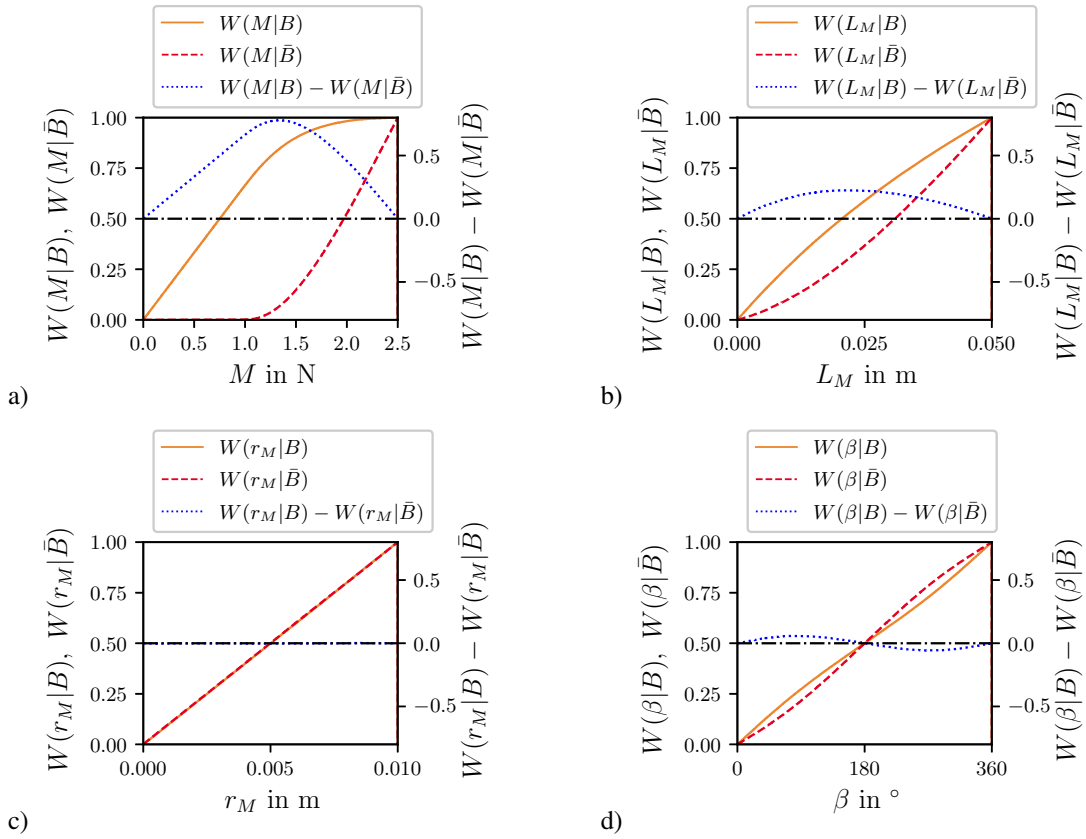 W(M|B)
W(M|B̄)
W(M|B) − W(M|B̄)
W(M|B), W(M|B̄)
1.00
0.75
0.50
0.25
0.00
0.5
0.0
−0.5
W(M|B) − W(M|B̄)
0.0 0.5 1.0 1.5 2.0 2.5
M in N
a)
W(L_M|B)
W(L_M|B̄)
W(L_M|B) − W(L_M|B̄)
W(L_M|B), W(L_M|B̄)
1.00
0.75
0.50
0.25
0.00
0.5
0.0
−0.5
W(L_M|B) − W(L_M|B̄)
0.000 0.025 0.050
L_M in m
b)
W(r_M|B)
W(r_M|B̄)
W(r_M|B) − W(r_M|B̄)
W(r_M|B), W(r_M|B̄)
1.00
0.75
0.50
0.25
0.00
0.5
0.0
−0.5
W(r_M|B) − W(r_M|B̄)
0.000 0.005 0.010
r_M in m
c)
W(β|B)
W(β|B̄)
W(β|B) − W(β|B̄)
W(β|B), W(β|B̄)
1.00
0.75
0.50
0.25
0.00
0.5
0.0
−0.5
W(β|B) − W(β|B̄)
0 180 360
β in °
d)